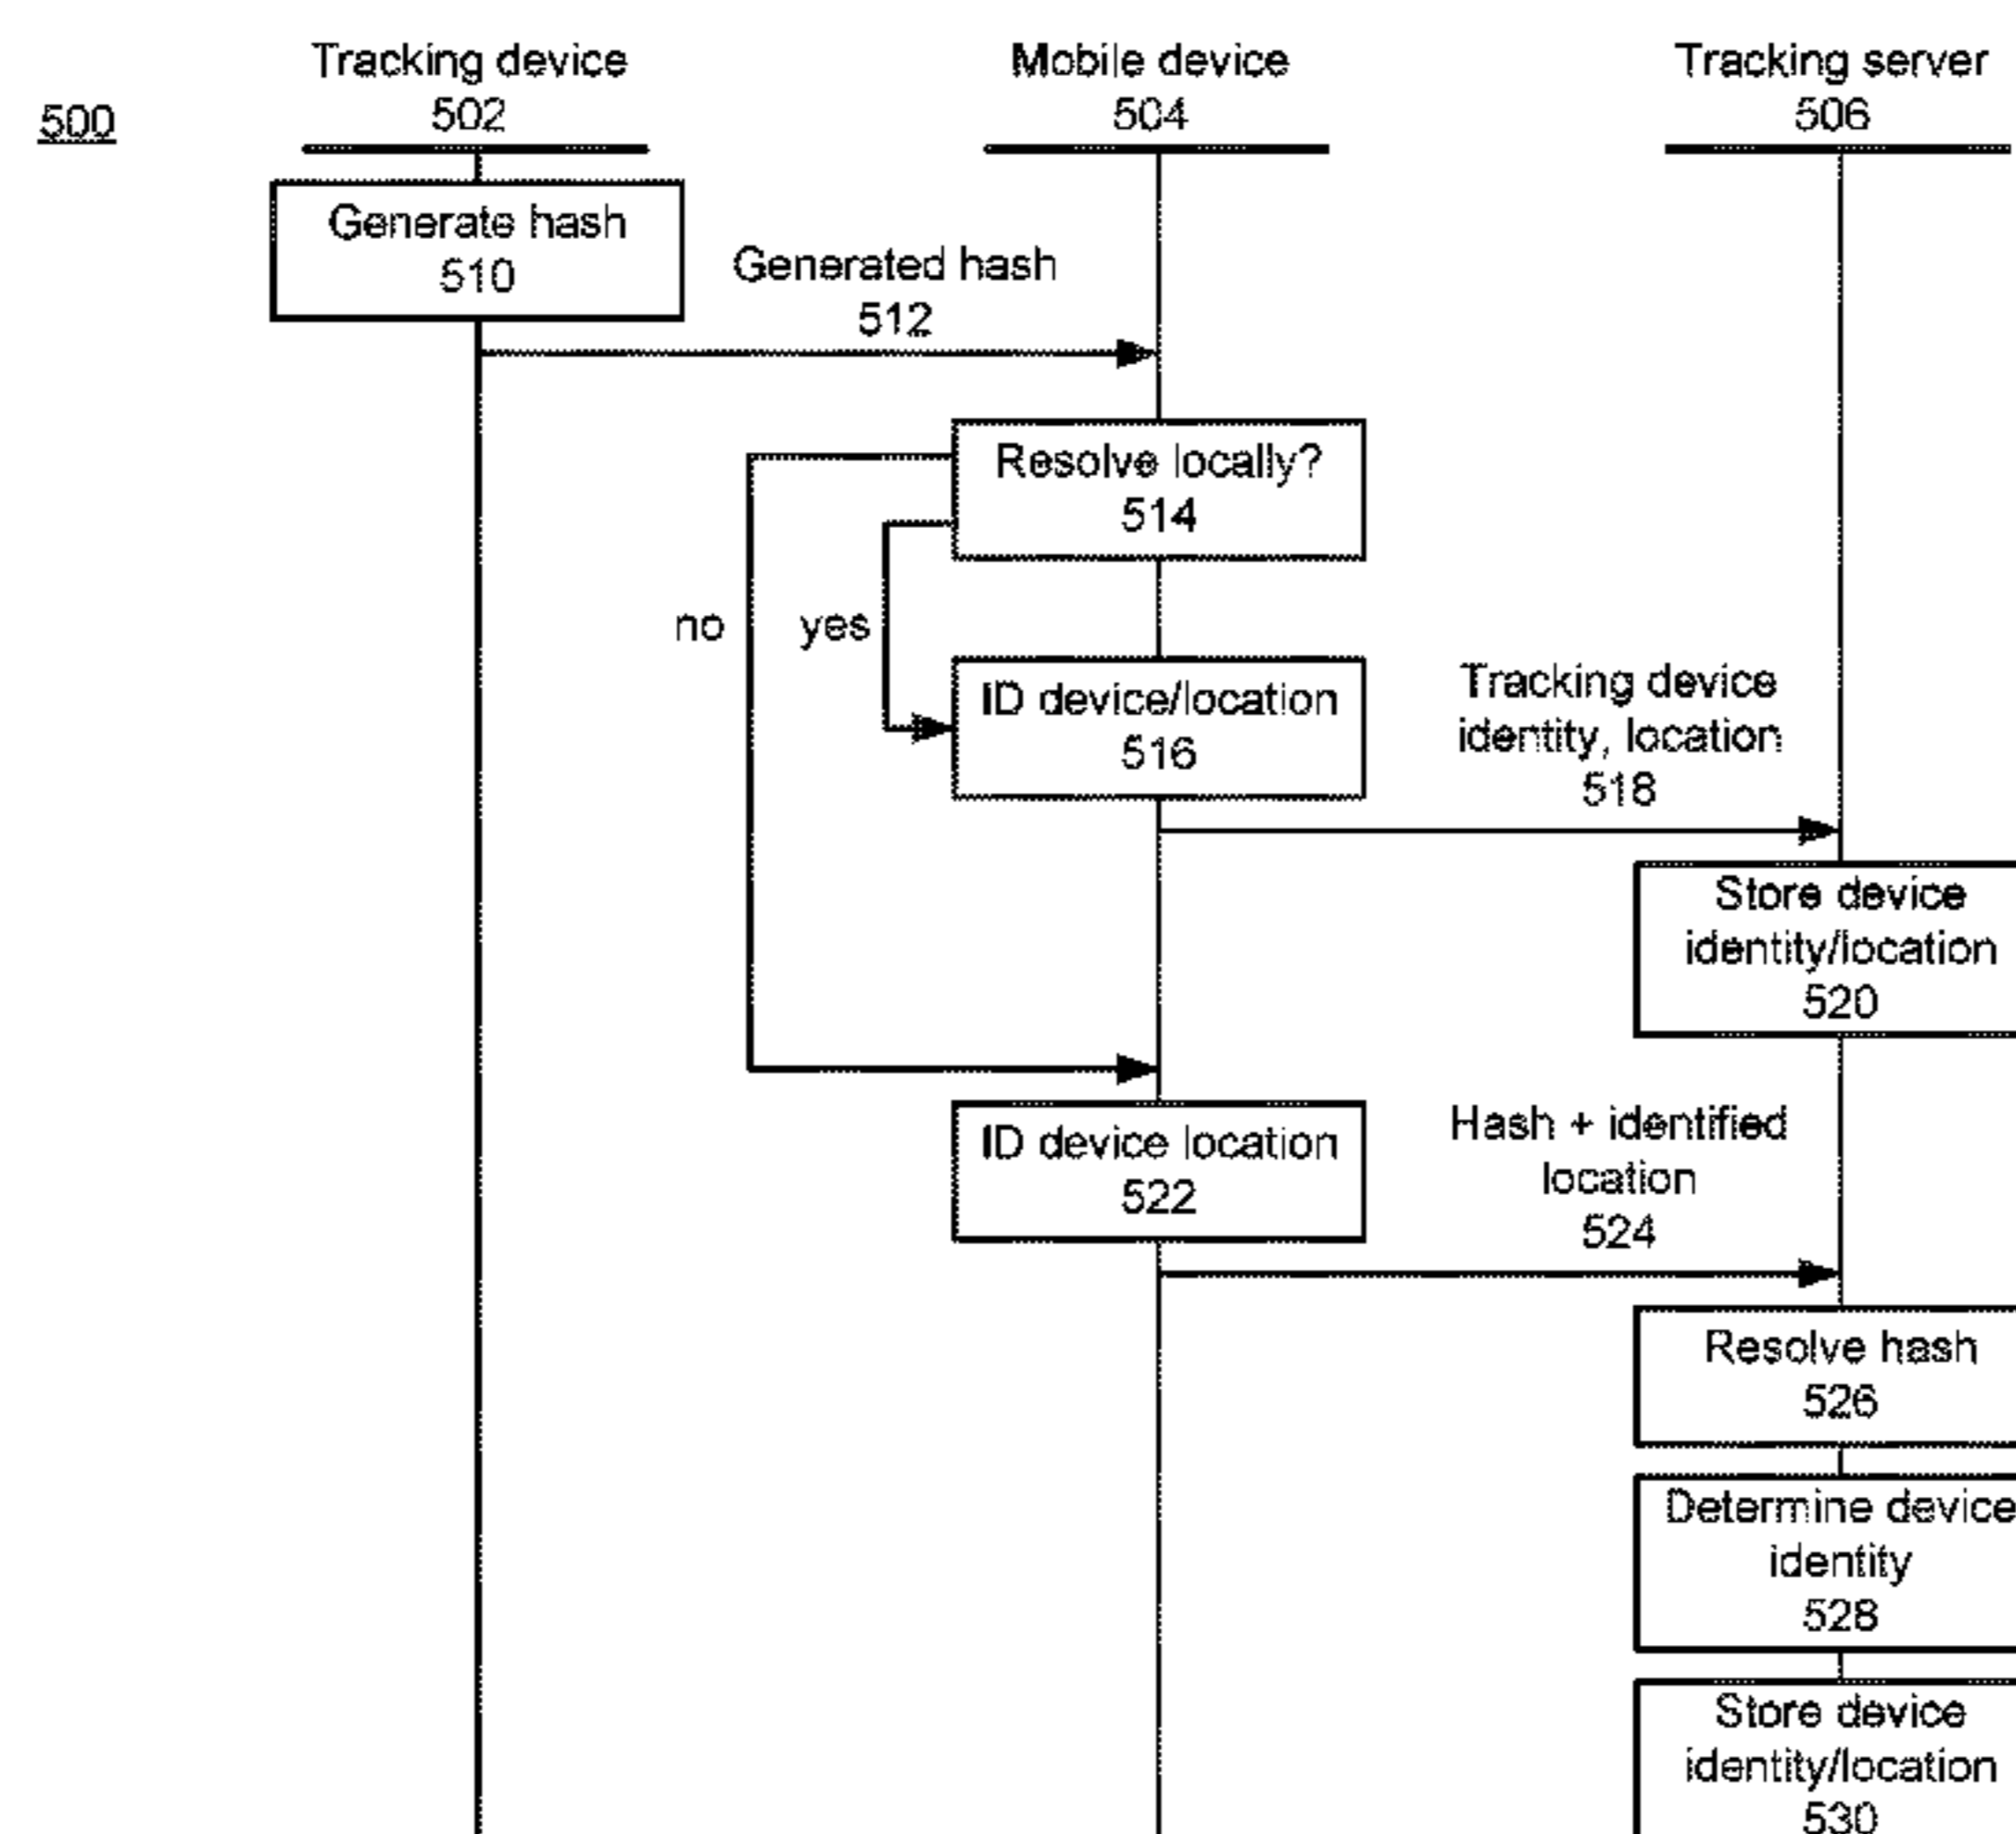 500
Tracking device
502
Mobile device
504
Tracking server
506
Generate hash
510
Generated hash
512
Resolve locally?
514
no
yes
ID device/location
516
Tracking device
identity, location
518
Store device
identity/location
520
ID device location
522
Hash + identified
location
524
Resolve hash
526
Determine device
identity
528
Store device
identity/location
530